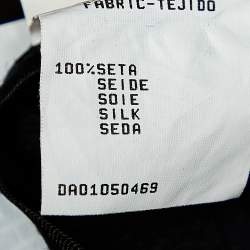 FABRIC-TEJIDO
100%SETA
SEIDE
SOIE
SILK
SEDA
DA01050469